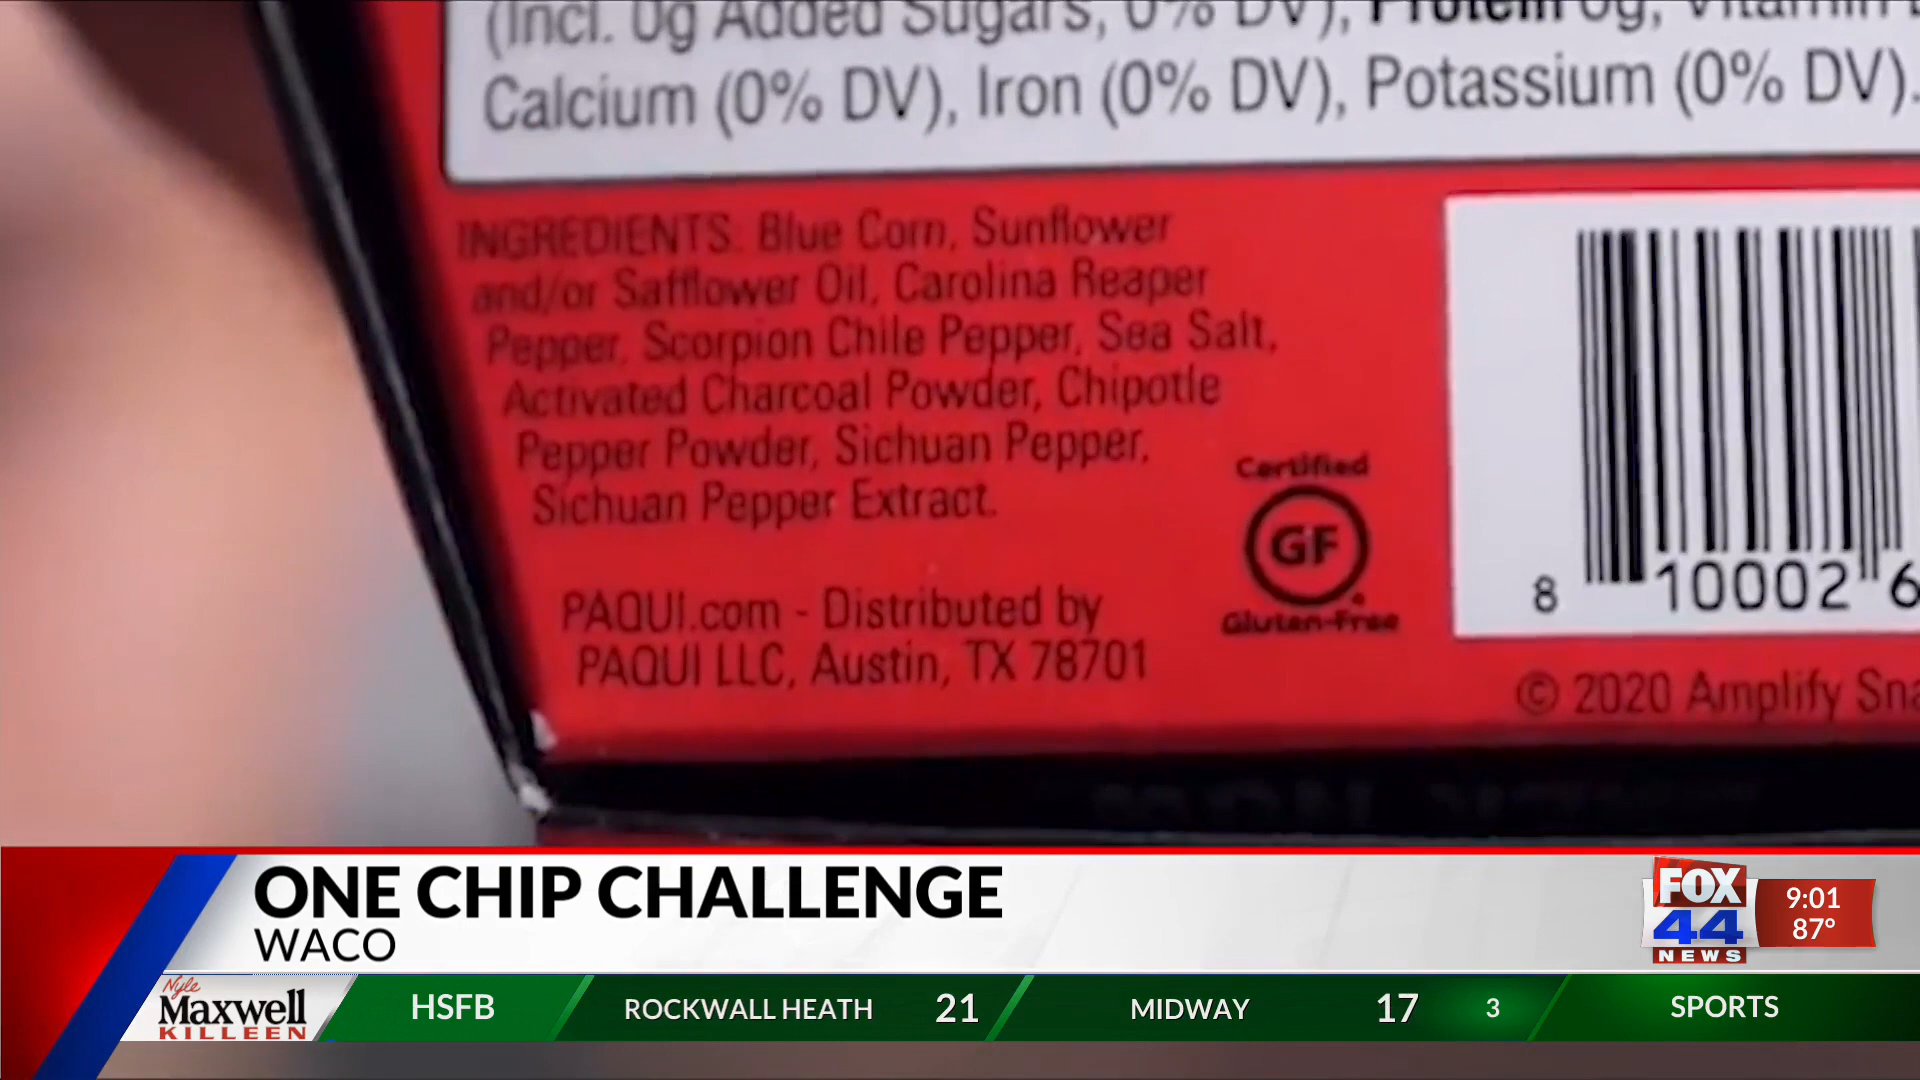 (Incl. 0g Added Sugars, 0% DV), Protein 0g, Vitamin
Calcium (0% DV), Iron (0% DV), Potassium (0% DV).
INGREDIENTS: Blue Corn, Sunflower
and/or Safflower Oil, Carolina Reaper
Pepper, Scorpion Chile Pepper, Sea Salt,
Activated Charcoal Powder, Chipotle
Pepper Powder, Sichuan Pepper,
Sichuan Pepper Extract.
Certified
GF
Gluten-Free
PAQUI.com - Distributed by
PAQUI LLC, Austin, TX 78701
8 10002 6
© 2020 Amplify Sna
ONE CHIP CHALLENGE
WACO
FOX
44
NEWS
9:01
87°
Nyle
Maxwell
KILLEEN
HSFB
ROCKWALL HEATH 21
MIDWAY 17 3
SPORTS